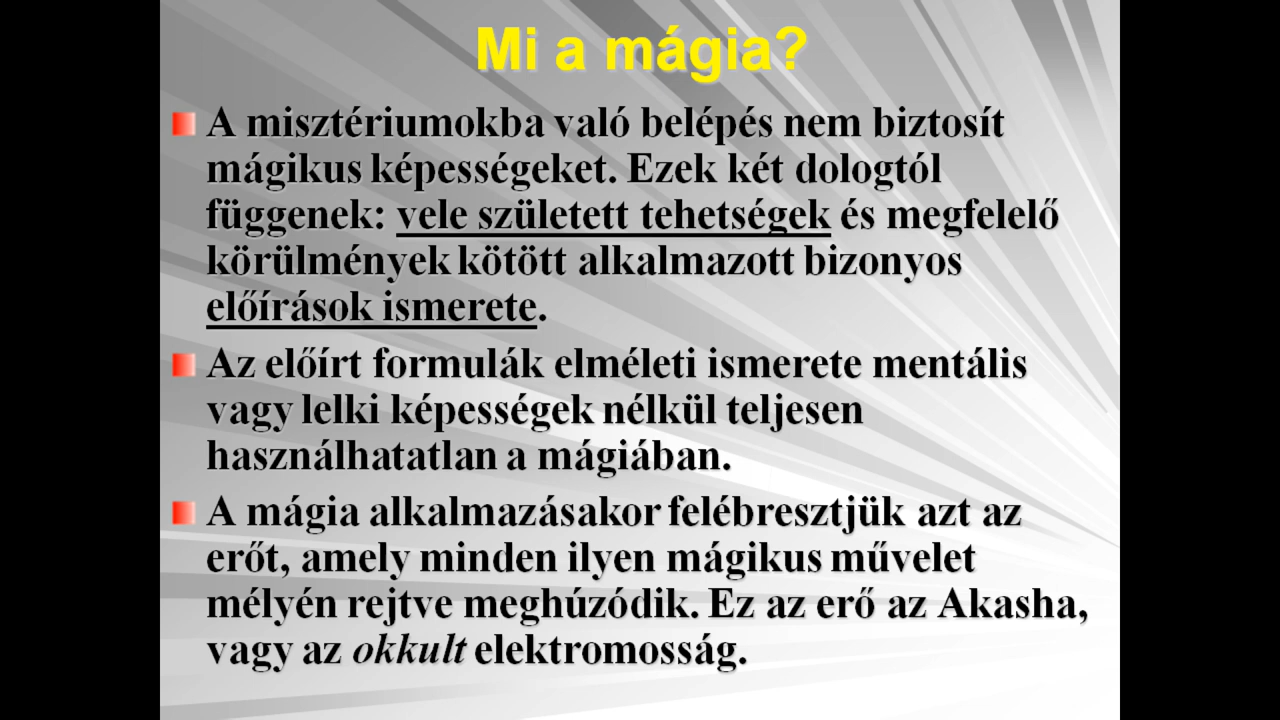 Mi a mágia?
A misztériumokba való belépés nem biztosít
mágikus képességeket. Ezek két dologtól
függenek: vele született tehetségek és megfelelő
körülmények kötött alkalmazott bizonyos
előírások ismerete.
Az előírt formulák elméleti ismerete mentális
vagy lelki képességek nélkül teljesen
használhatatlan a mágiában.
A mágia alkalmazásakor felébresztjük azt az
erőt, amely minden ilyen mágikus művelet
mélyén rejtve meghúzódik. Ez az erő az Akasha,
vagy az okkult elektromosság.